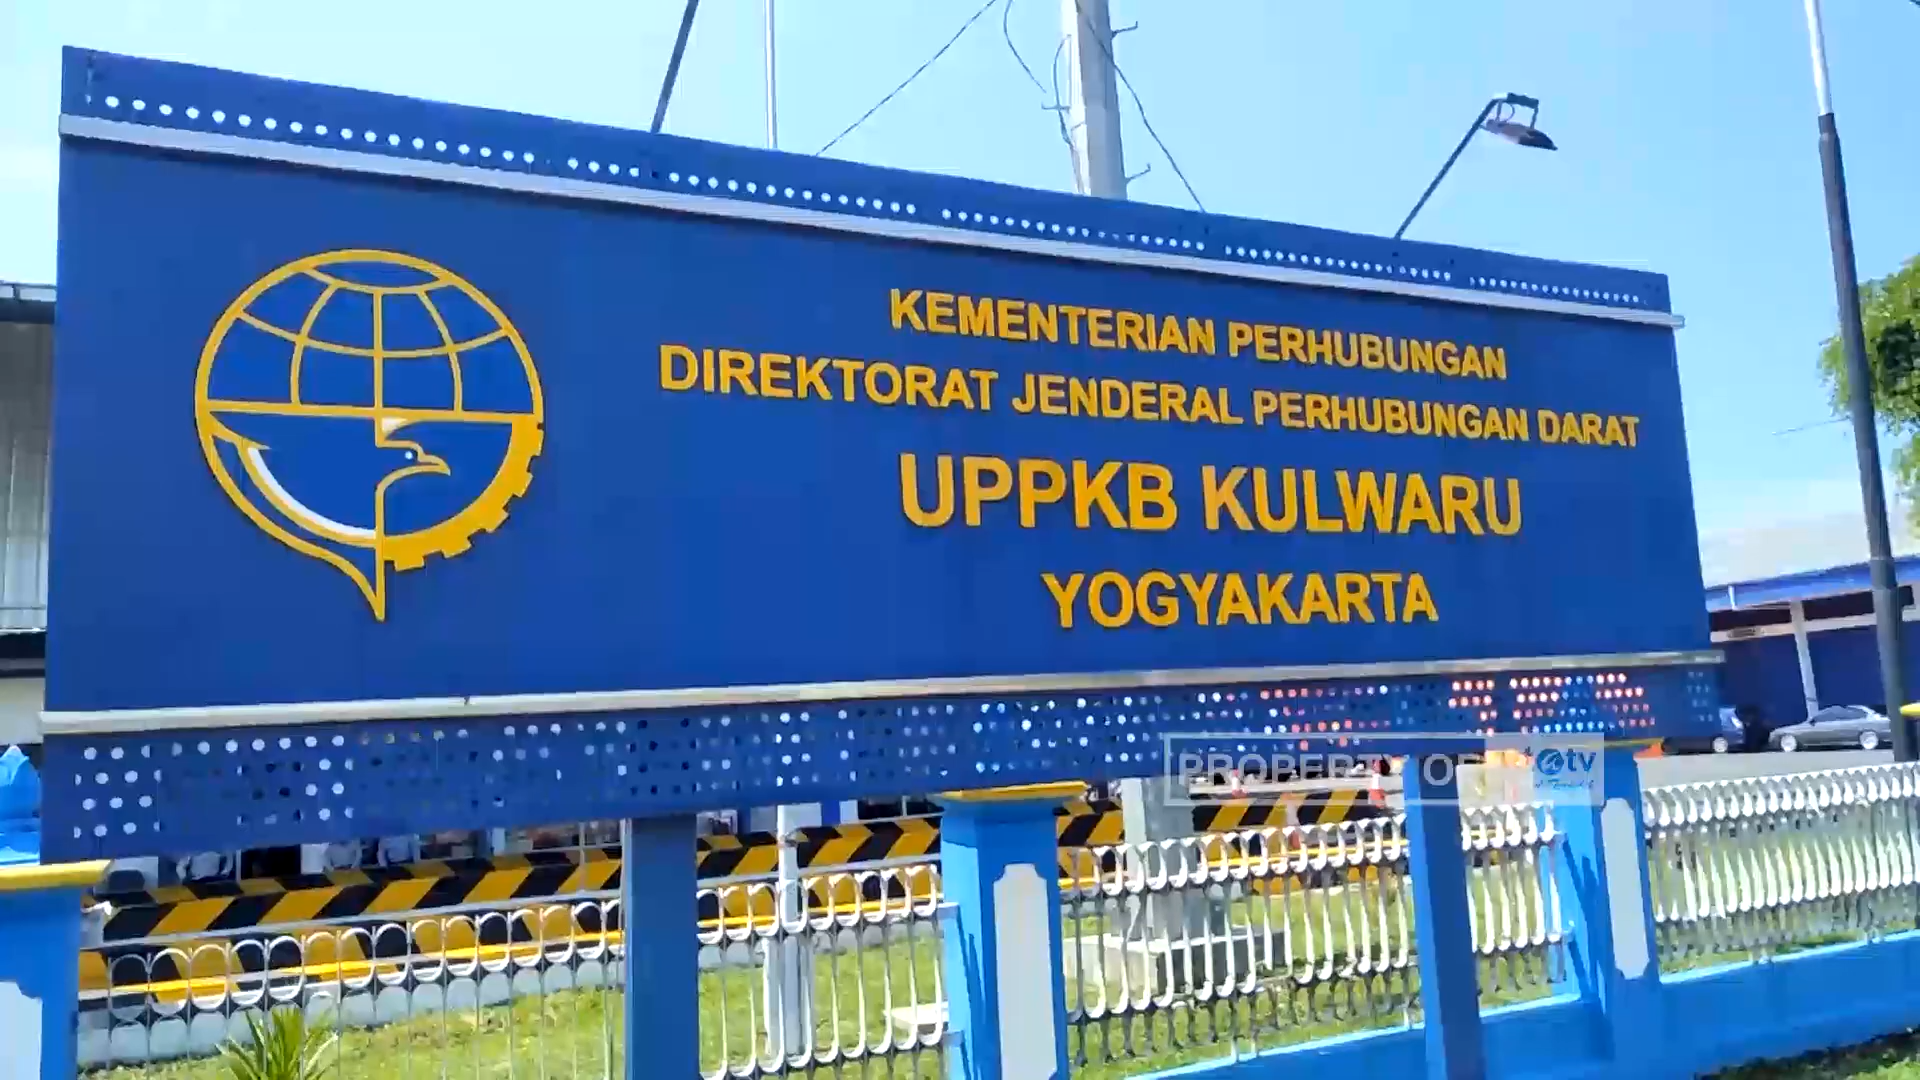 KEMENTERIAN PERHUBUNGAN
DIREKTORAT JENDERAL PERHUBUNGAN DARAT
UPPKB KULWARU
YOGYAKARTA
PROPERTY OF